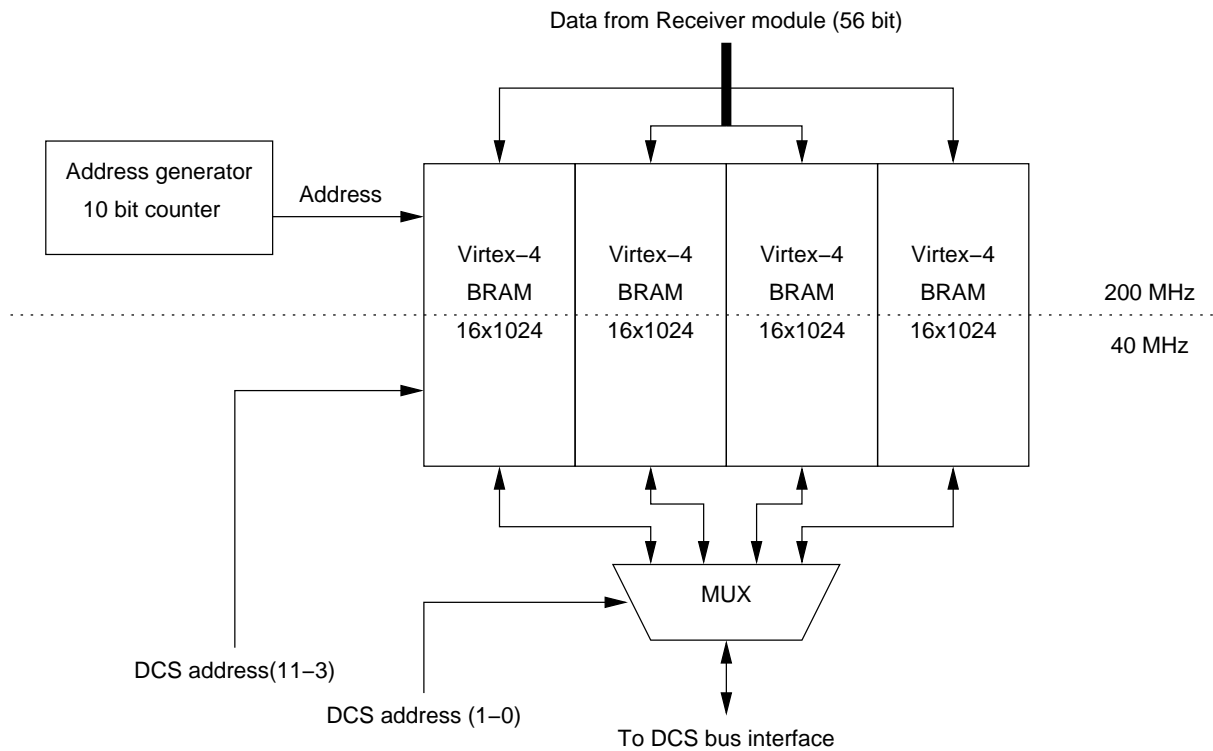 Data from Receiver module (56 bit)
Address generator
10 bit counter
Address
Virtex−4
BRAM
16x1024
Virtex−4
BRAM
16x1024
Virtex−4
BRAM
16x1024
Virtex−4
BRAM
16x1024
200 MHz
40 MHz
MUX
DCS address(11−3)
DCS address (1−0)
To DCS bus interface